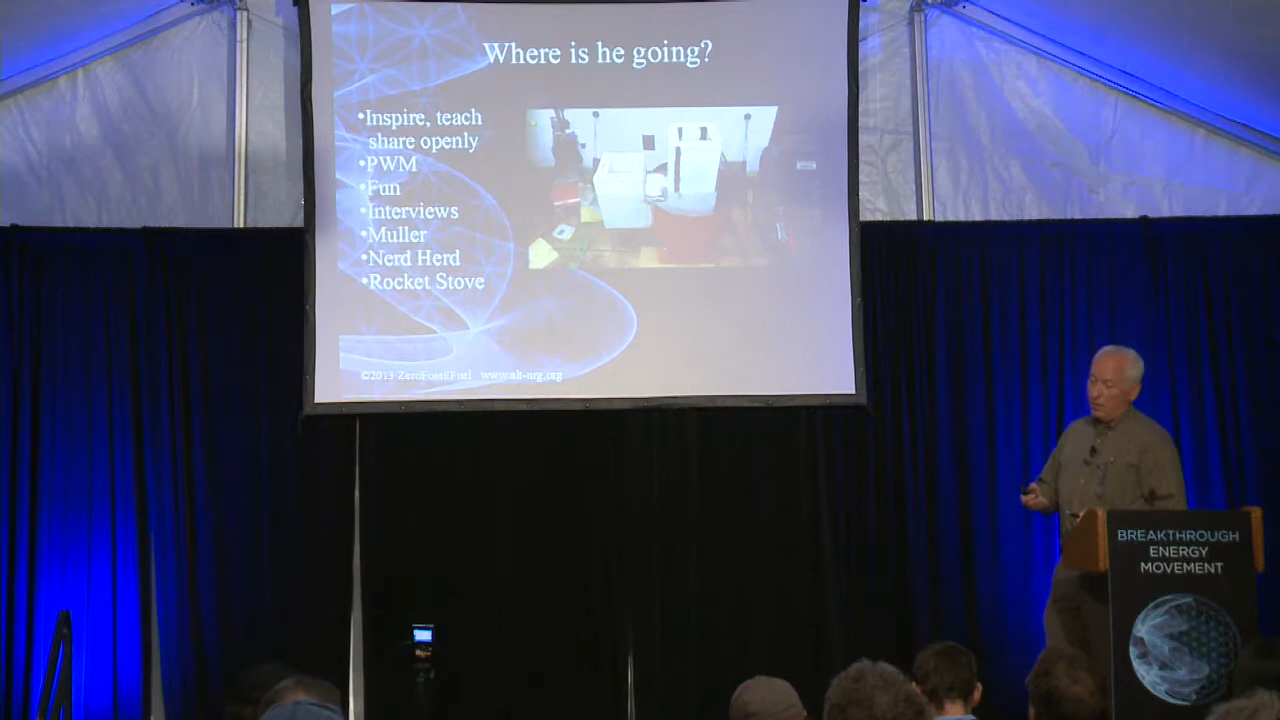 Where is he going?
•Inspire, teach
share openly
•PWM
•Fun
•Interviews
•Muller
•Nerd Herd
•Rocket Stove
©2013 ZeroFossilFuel www.alt-nrg.org
BREAKTHROUGH
ENERGY
MOVEMENT